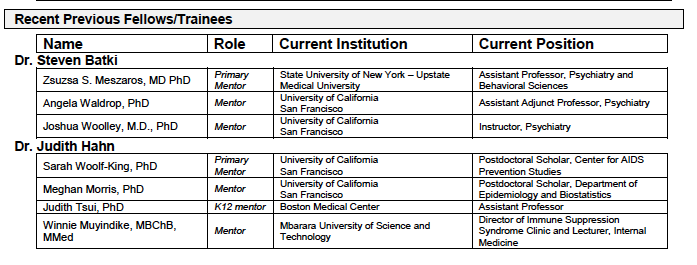 Recent Previous Fellows/Trainees
Name Role Current Institution Current Position
Dr. Steven Batki
Zsuzsa S. Meszaros, MD PhD Primary Mentor State University of New York – Upstate Medical University Assistant Professor, Psychiatry and Behavioral Sciences
Angela Waldrop, PhD Mentor University of California San Francisco Assistant Adjunct Professor, Psychiatry
Joshua Woolley, M.D., PhD Mentor University of California San Francisco Instructor, Psychiatry
Dr. Judith Hahn
Sarah Woolf-King, PhD Primary Mentor University of California San Francisco Postdoctoral Scholar, Center for AIDS Prevention Studies
Meghan Morris, PhD Mentor University of California San Francisco Postdoctoral Scholar, Department of Epidemiology and Biostatistics
Judith Tsui, PhD K12 mentor Boston Medical Center Assistant Professor
Winnie Muyindike, MBChB, MMed Mentor Mbarara University of Science and Technology Director of Immune Suppression Syndrome Clinic and Lecturer, Internal Medicine